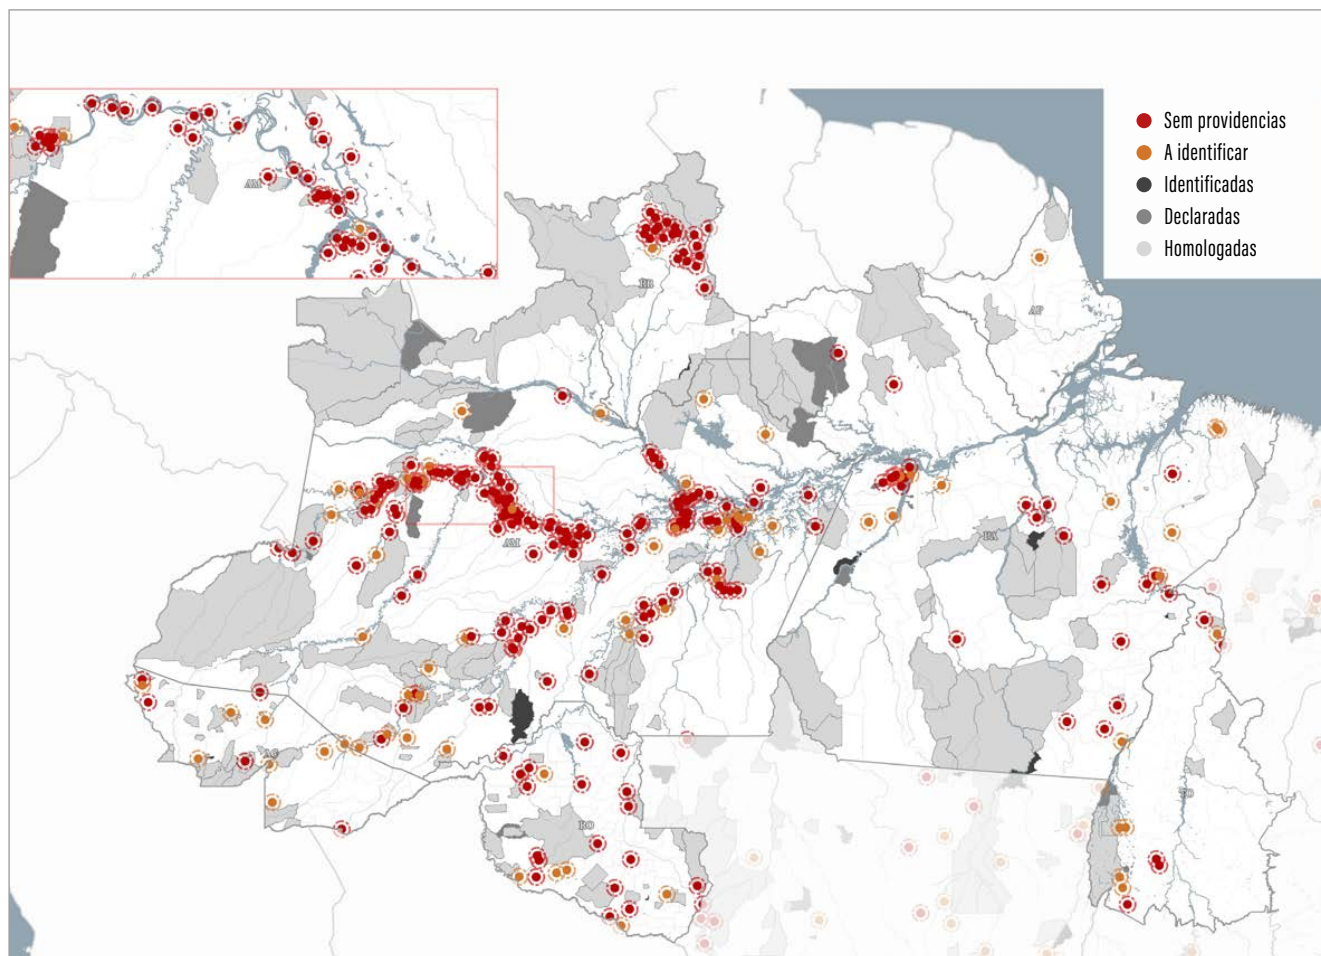 Sem providencias
A identificar
Identificadas
Declaradas
Homologadas
AM
RR
AP
AM
PA
AC
TO
RO